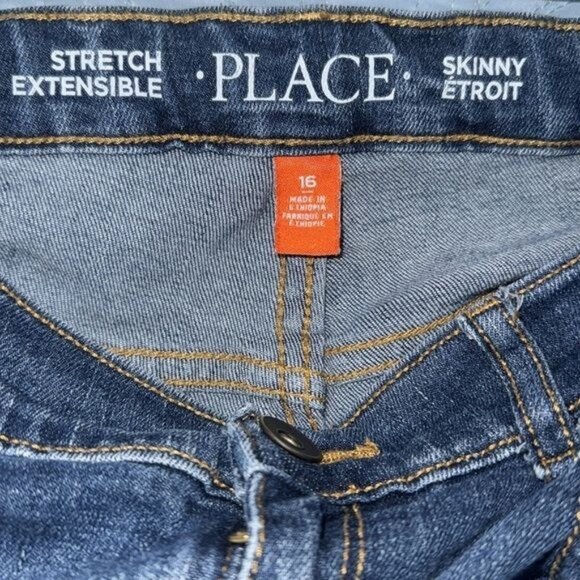 STRETCH
EXTENSIBLE
·PLACE·
SKINNY
ÉTROIT
16
MADE IN
ETHIOPIA
FABRIQUÉ EN
ÉTHIOPIE